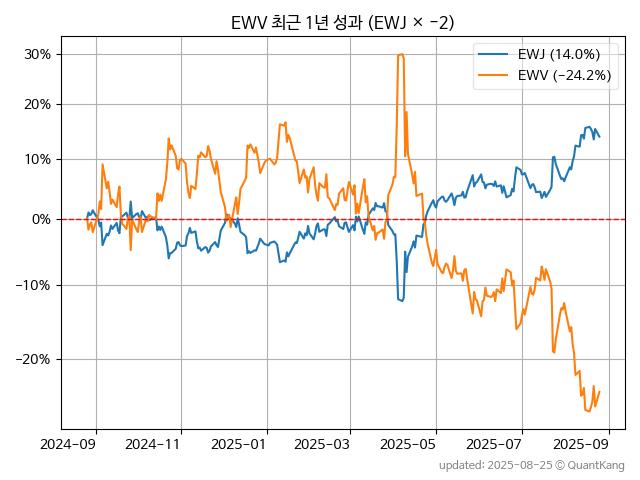 EWV 최근 1년 성과 (EWJ × −2)
EWJ (14.0%)
EWV (−24.2%)
30%
20%
10%
0%
−10%
−20%
2024-09 2024-11 2025-01 2025-03 2025-05 2025-07 2025-09
updated: 2025-08-25 © QuantKang